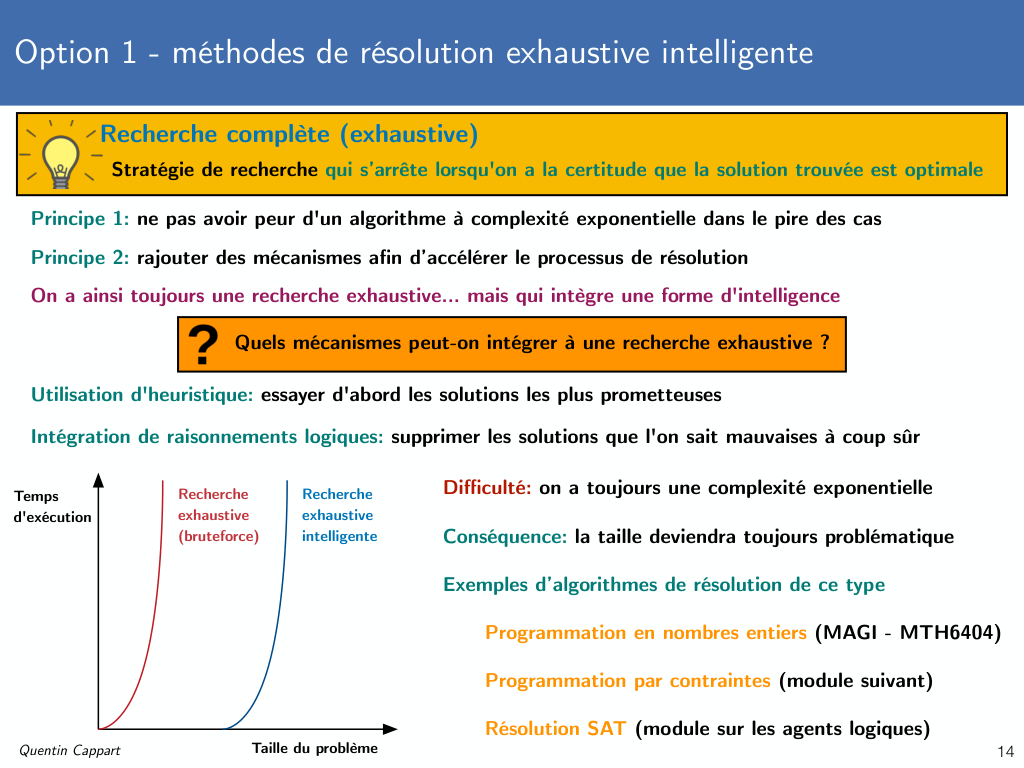 Option 1 - méthodes de résolution exhaustive intelligente
Recherche complète (exhaustive)
Stratégie de recherche qui s'arrête lorsqu'on a la certitude que la solution trouvée est optimale
Principe 1: ne pas avoir peur d'un algorithme à complexité exponentielle dans le pire des cas
Principe 2: rajouter des mécanismes afin d'accélérer le processus de résolution
On a ainsi toujours une recherche exhaustive... mais qui intègre une forme d'intelligence
? Quels mécanismes peut-on intégrer à une recherche exhaustive ?
Utilisation d'heuristique: essayer d'abord les solutions les plus prometteuses
Intégration de raisonnements logiques: supprimer les solutions que l'on sait mauvaises à coup sûr
Temps
d'exécution
Recherche
exhaustive
(bruteforce)
Recherche
exhaustive
intelligente
Taille du problème
Difficulté: on a toujours une complexité exponentielle
Conséquence: la taille deviendra toujours problématique
Exemples d'algorithmes de résolution de ce type
Programmation en nombres entiers (MAGI - MTH6404)
Programmation par contraintes (module suivant)
Résolution SAT (module sur les agents logiques)
Quentin Cappart
14